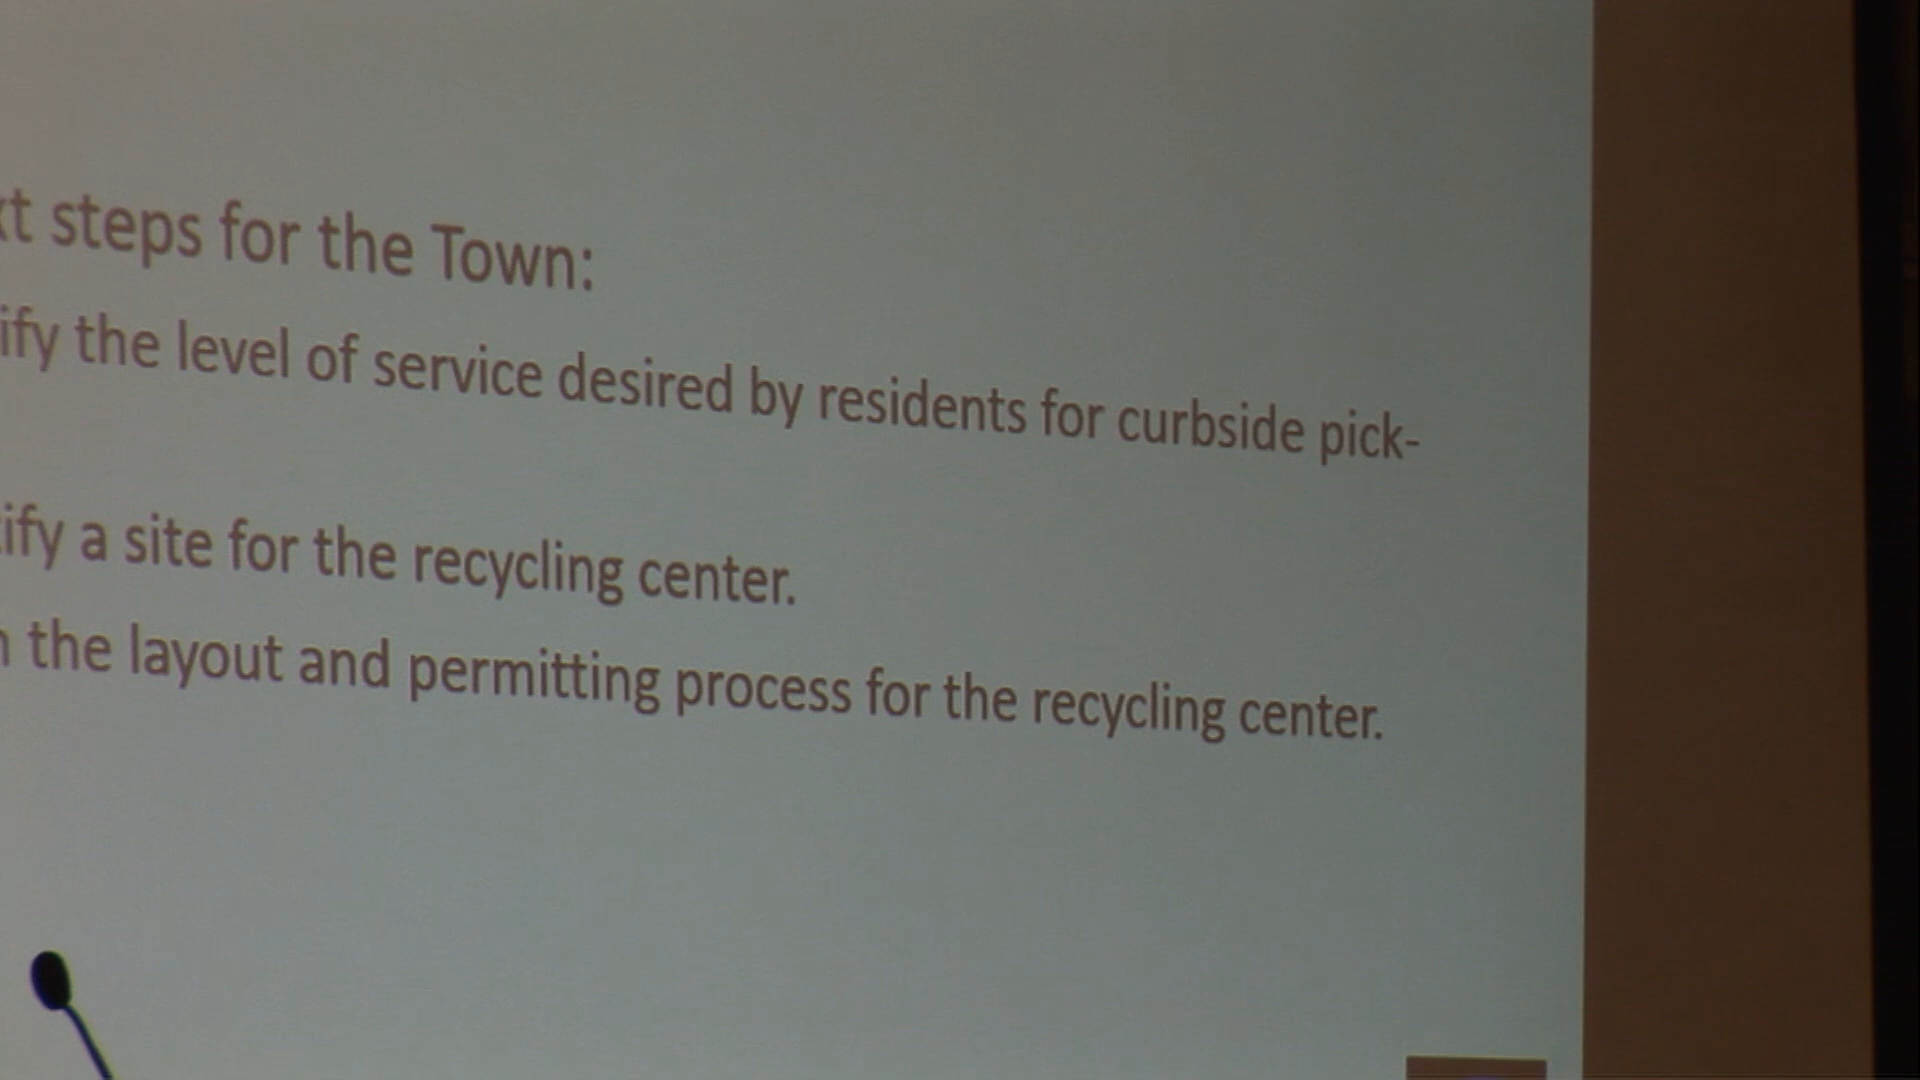 xt steps for the Town:
ify the level of service desired by residents for curbside pick-
ify a site for the recycling center.
the layout and permitting process for the recycling center.